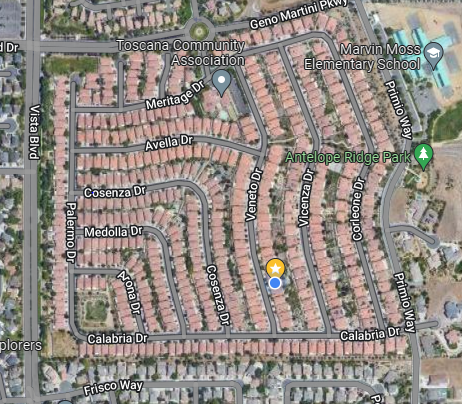 Geno Martini Pkwy
Dr
Toscana Community
Association
Marvin Moss
Elementary School
Meritage Dr
Primio Way
Vista Blvd
Avella Dr
Antelope Ridge Park
Cosenza Dr
Veneto Dr
Vicenza Dr
Corleone Dr
Palermo Dr
Medolla Dr
Arona Dr
Cosenza Dr
Primio Way
Calabria Dr
Calabria Dr
plorers
Frisco Way
P